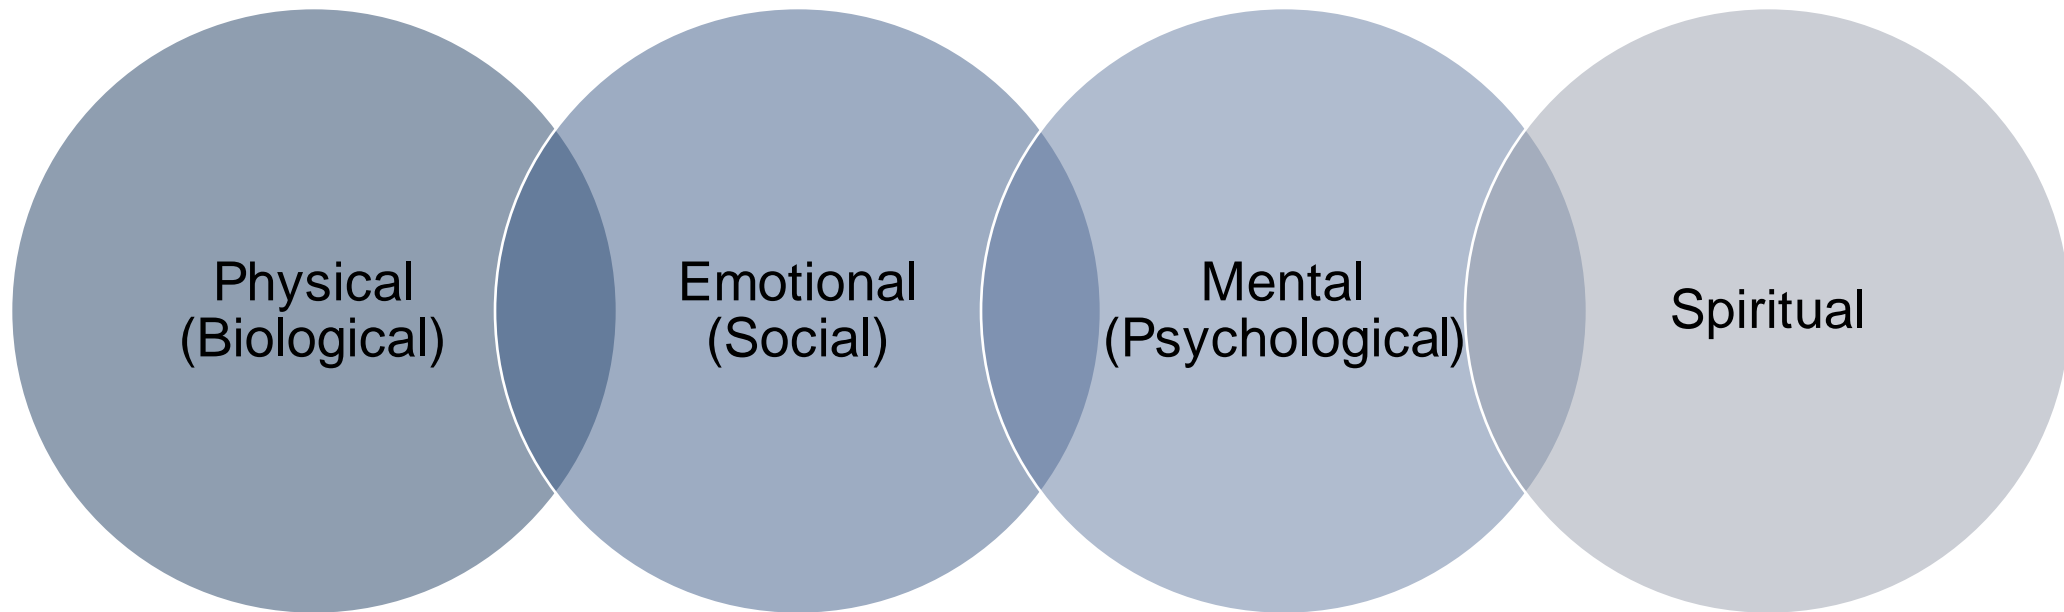 Physical
(Biological)
Emotional
(Social)
Mental
(Psychological)
Spiritual